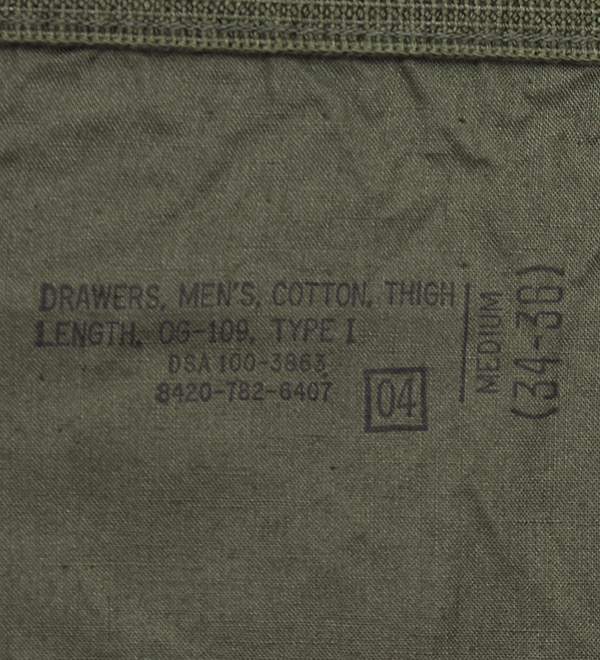 DRAWERS, MEN'S, COTTON, THIGH
LENGTH, OG-109, TYPE I
DSA 100-3863
8420-782-6407
04
MEDIUM
(34-36)